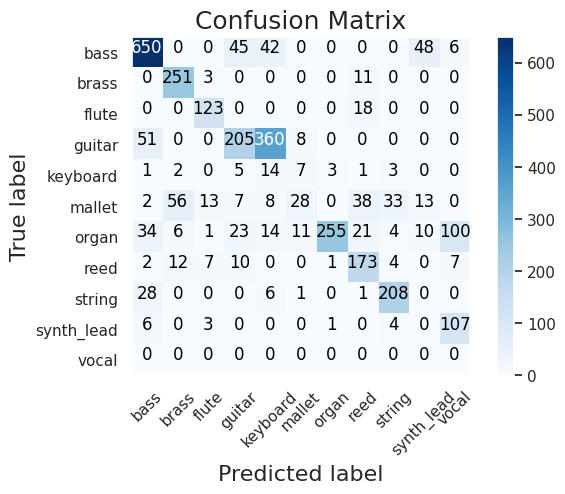 Confusion Matrix
bass 650 0 0 45 42 0 0 0 0 48 6
brass 0 251 3 0 0 0 0 11 0 0 0
flute 0 0 123 0 0 0 0 18 0 0 0
guitar 51 0 0 205 360 8 0 0 0 0 0
keyboard 1 2 0 5 14 7 3 1 3 0 0
mallet 2 56 13 7 8 28 0 38 33 13 0
organ 34 6 1 23 14 11 255 21 4 10 100
reed 2 12 7 10 0 0 1 173 4 0 7
string 28 0 0 0 6 1 0 1 208 0 0
synth_lead 6 0 3 0 0 0 1 0 4 0 107
vocal 0 0 0 0 0 0 0 0 0 0 0
bass brass flute guitar keyboard mallet organ reed string synth_lead vocal
Predicted label
True label
600
500
400
300
200
100
0